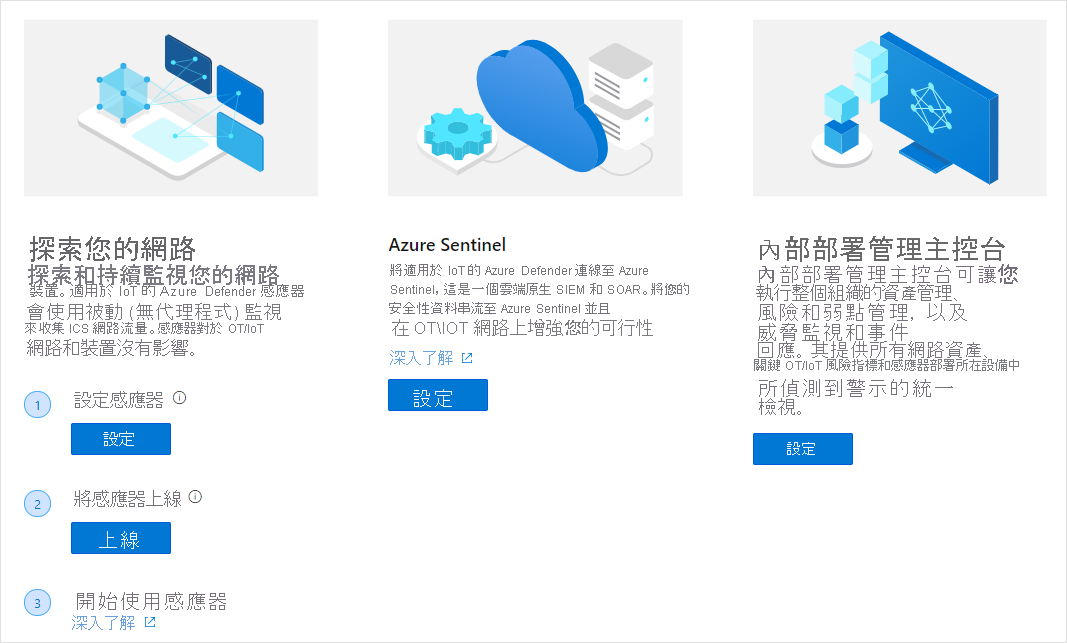 探索您的網路
探索和持續監視您的網路
裝置。適用於 IoT 的 Azure Defender 感應器
會使用被動 (無代理程式) 監視
來收集 ICS 網路流量。感應器對於 OT/IoT
網路和裝置沒有影響。
1
設定感應器
設定
2
將感應器上線
上線
3
開始使用感應器
深入了解
Azure Sentinel
將適用於 IoT 的 Azure Defender 連線至 Azure
Sentinel，這是一個雲端原生 SIEM 和 SOAR。將您的
安全性資料串流至 Azure Sentinel 並且
在 OT\IOT 網路上增強您的可行性
深入了解
設定
內部部署管理主控台
內部部署管理主控台可讓您
執行整個組織的資產管理、
風險和弱點管理，以及
威脅監視和事件
回應。其提供所有網路資產、
關鍵 OT/IoT 風險指標和感應器部署所在設備中
所偵測到警示的統一
檢視。
設定